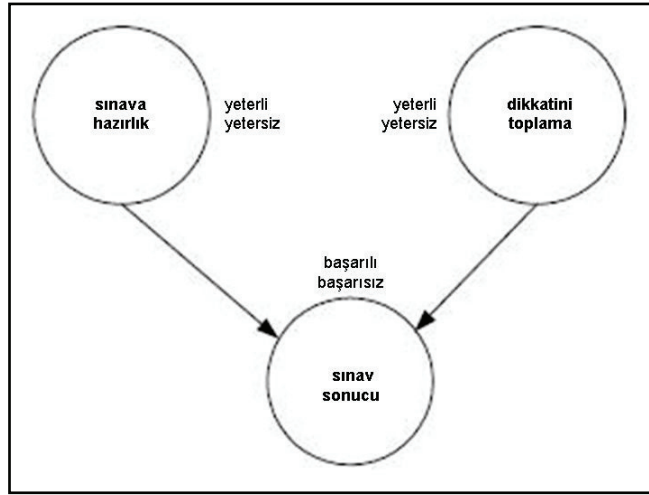 sınava
hazırlık
yeterli
yetersiz
yeterli
yetersiz
dikkatini
toplama
başarılı
başarısız
sınav
sonucu